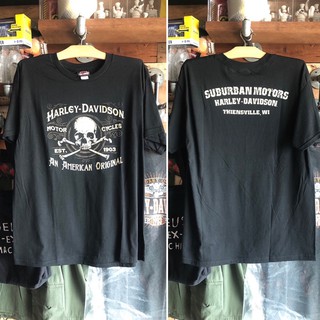 HARLEY-DAVIDSON
MOTOR CYCLES
EST. 1903
AN AMERICAN ORIGINAL
SUBURBAN MOTORS
HARLEY-DAVIDSON
THIENSVILLE, WI